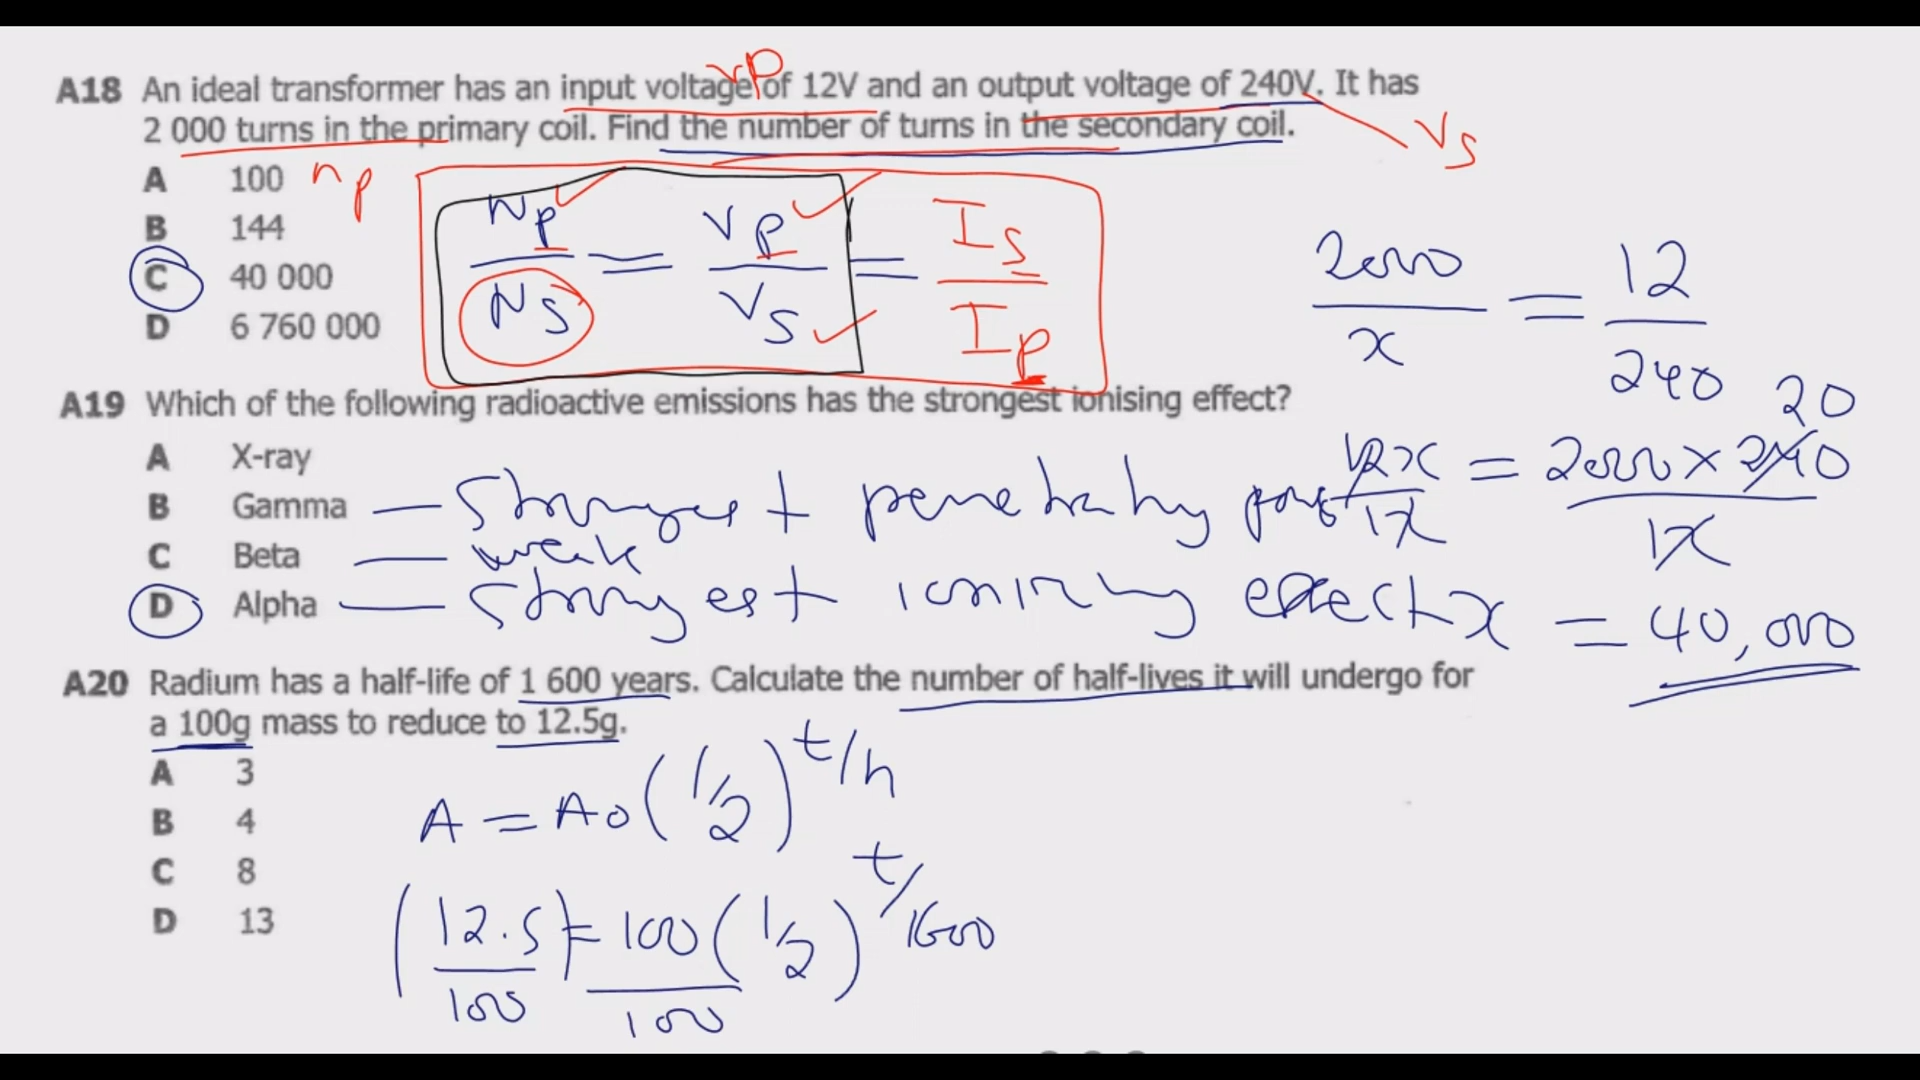 VP
A18 An ideal transformer has an input voltage of 12V and an output voltage of 240V. It has
2 000 turns in the primary coil. Find the number of turns in the secondary coil.
Vs
A 100
np
B 144
C 40 000
D 6 760 000
Np/Ns = Vp/Vs = Is/Ip
2000/x = 12/240
A19 Which of the following radioactive emissions has the strongest ionising effect?
20
12x/12 = 2000 × 240/12
A X-ray
B Gamma — strongest penetrating
C Beta — weak
D Alpha — strongest ionizing effect
x = 40,000
A20 Radium has a half-life of 1 600 years. Calculate the number of half-lives it will undergo for
a 100g mass to reduce to 12.5g.
A 3
B 4
C 8
D 13
A = Ao(1/2)^t/h
(12.5/100) = 100/100 (1/2)^t/1600